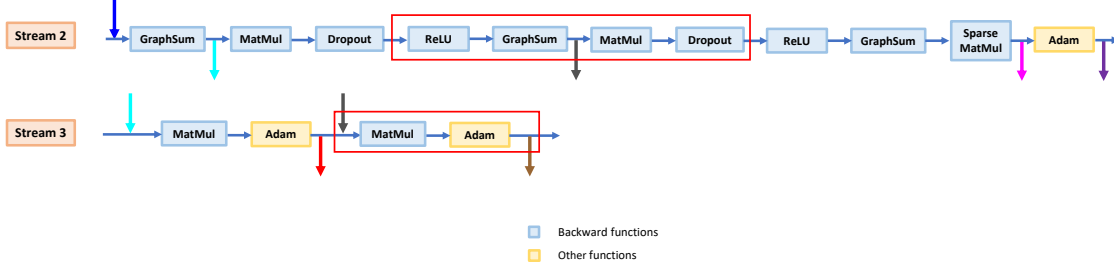 Stream 2
GraphSum
MatMul
Dropout
ReLU
GraphSum
MatMul
Dropout
ReLU
GraphSum
Sparse
MatMul
Adam
Stream 3
MatMul
Adam
MatMul
Adam
Backward functions
Other functions